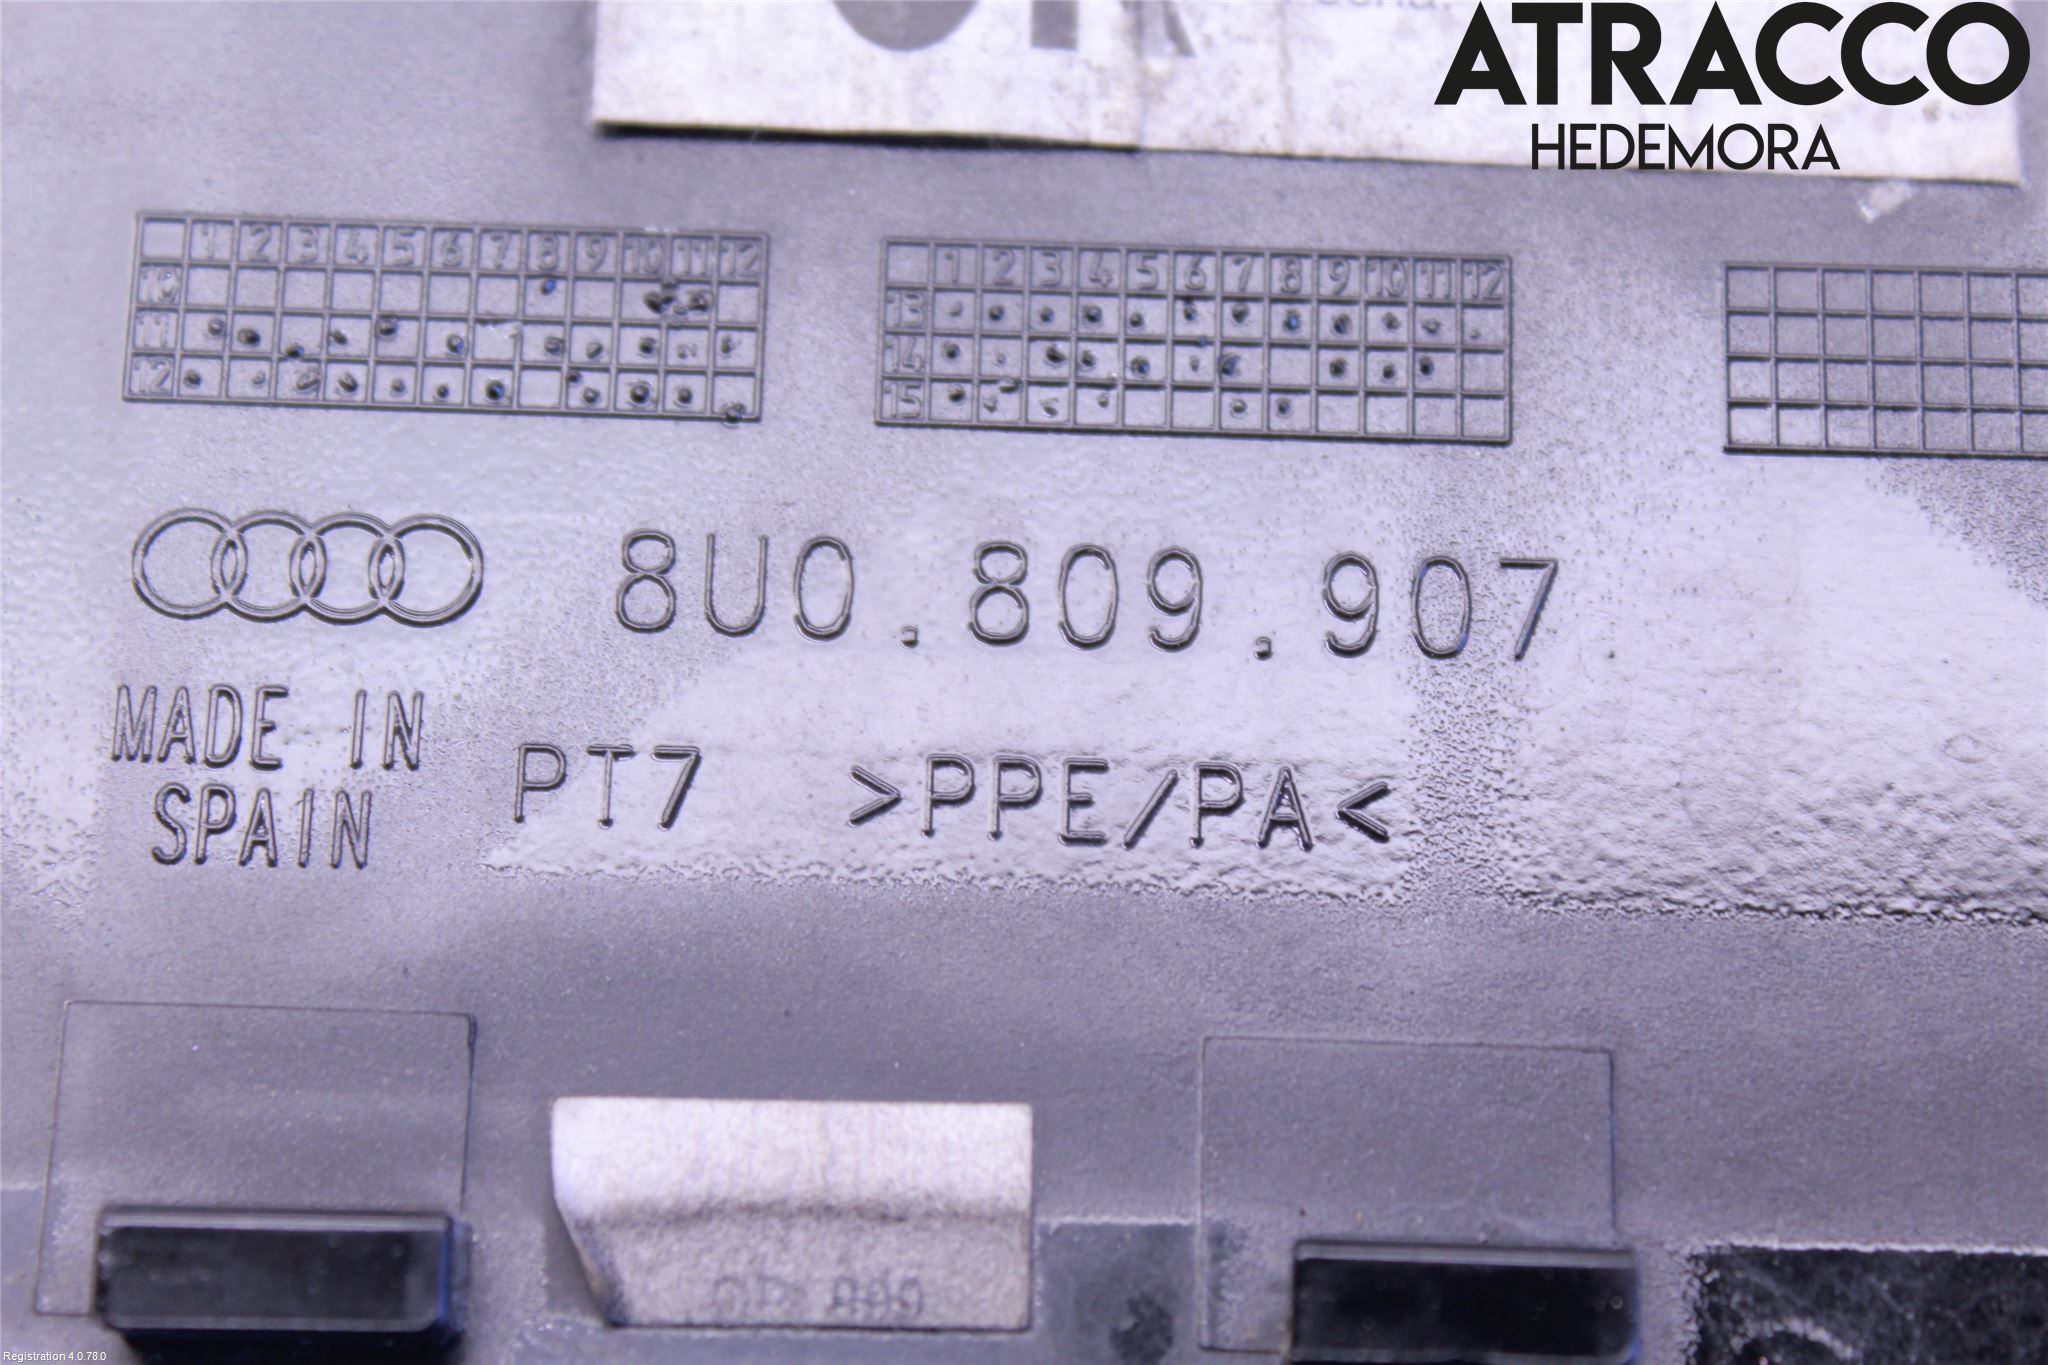 ATRACCO
HEDEMORA
1 2 3 4 5 6 7 8 9 10 11 12
10
11
12
1 2 3 4 5 6 7 8 9 10 11 12
13
14
15
8U0.809.907
MADE IN
SPAIN
PT7 >PPE/PA<
Registration 4.0.78.0